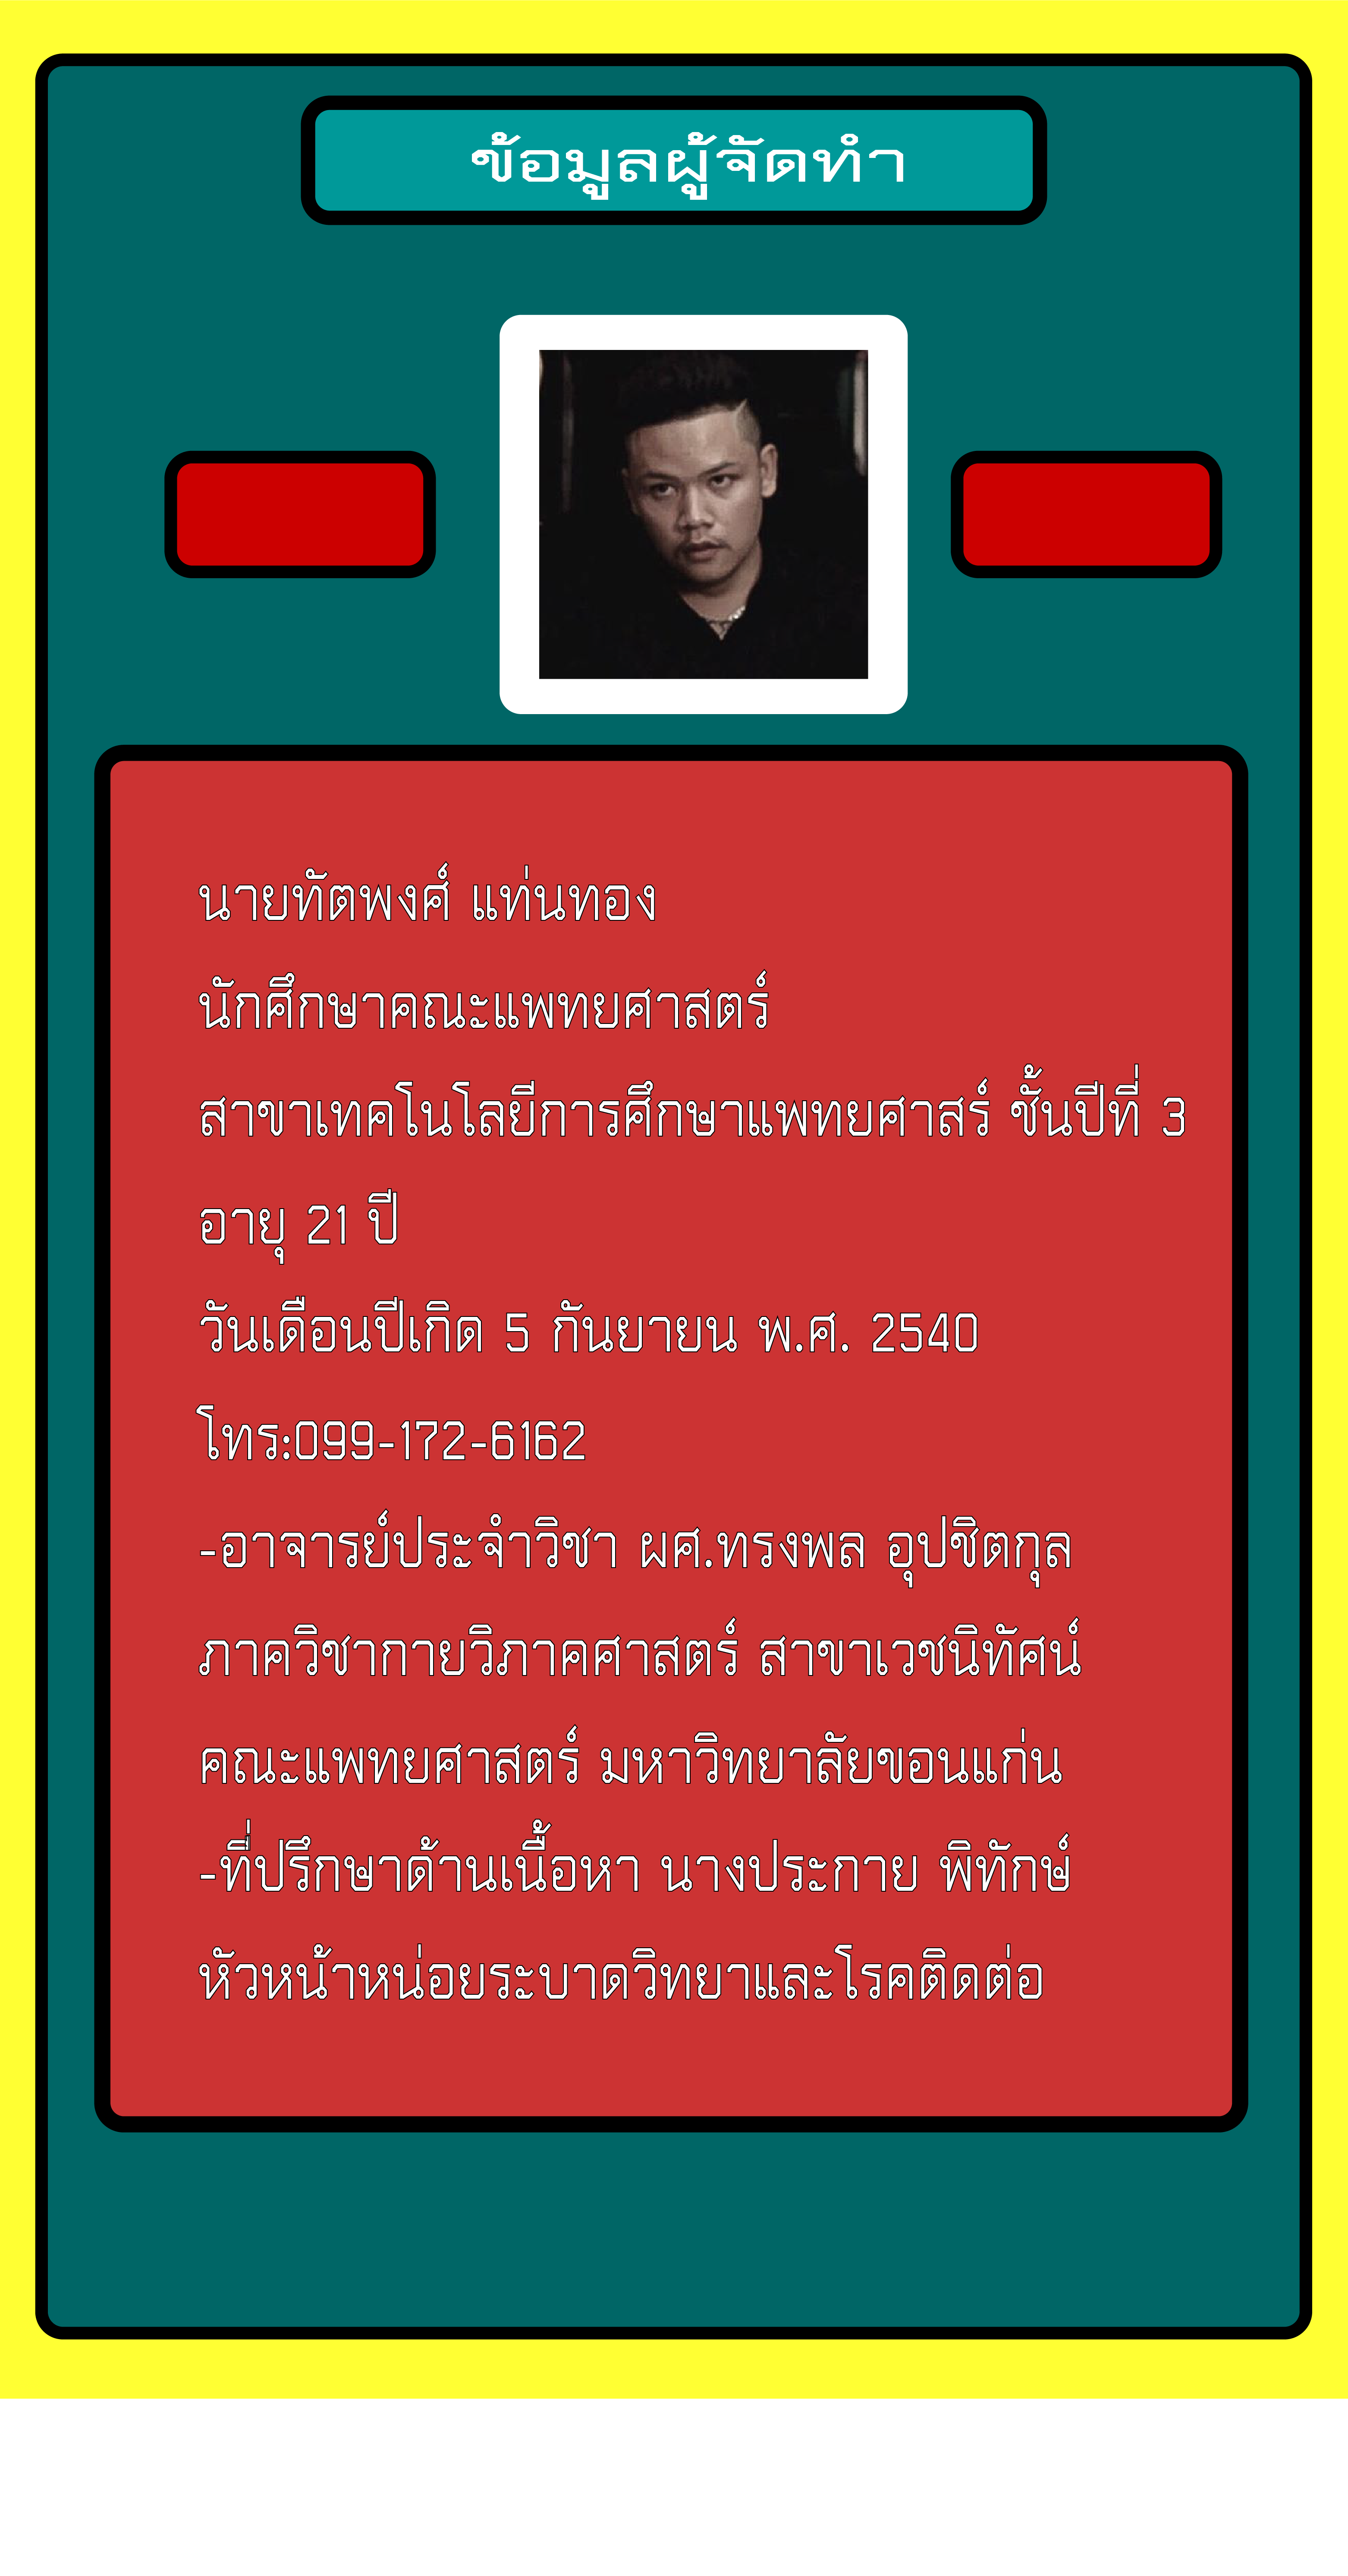 ข้อมูลผู้จัดทำ
นายทัตพงศ์ แท่นทอง
นักศึกษาคณะแพทยศาสตร์
สาขาเทคโนโลยีการศึกษาแพทยศาสร์ ชั้นปีที่ 3
อายุ 21 ปี
วันเดือนปีเกิด 5 กันยายน พ.ศ. 2540
โทร:099-172-6162
-อาจารย์ประจำวิชา ผศ.ทรงพล อุปชิตกุล
ภาควิชากายวิภาคศาสตร์ สาขาเวชนิทัศน์
คณะแพทยศาสตร์ มหาวิทยาลัยขอนแก่น
-ที่ปรึกษาด้านเนื้อหา นางประกาย พิทักษ์
หัวหน้าหน่อยระบาดวิทยาและโรคติดต่อ